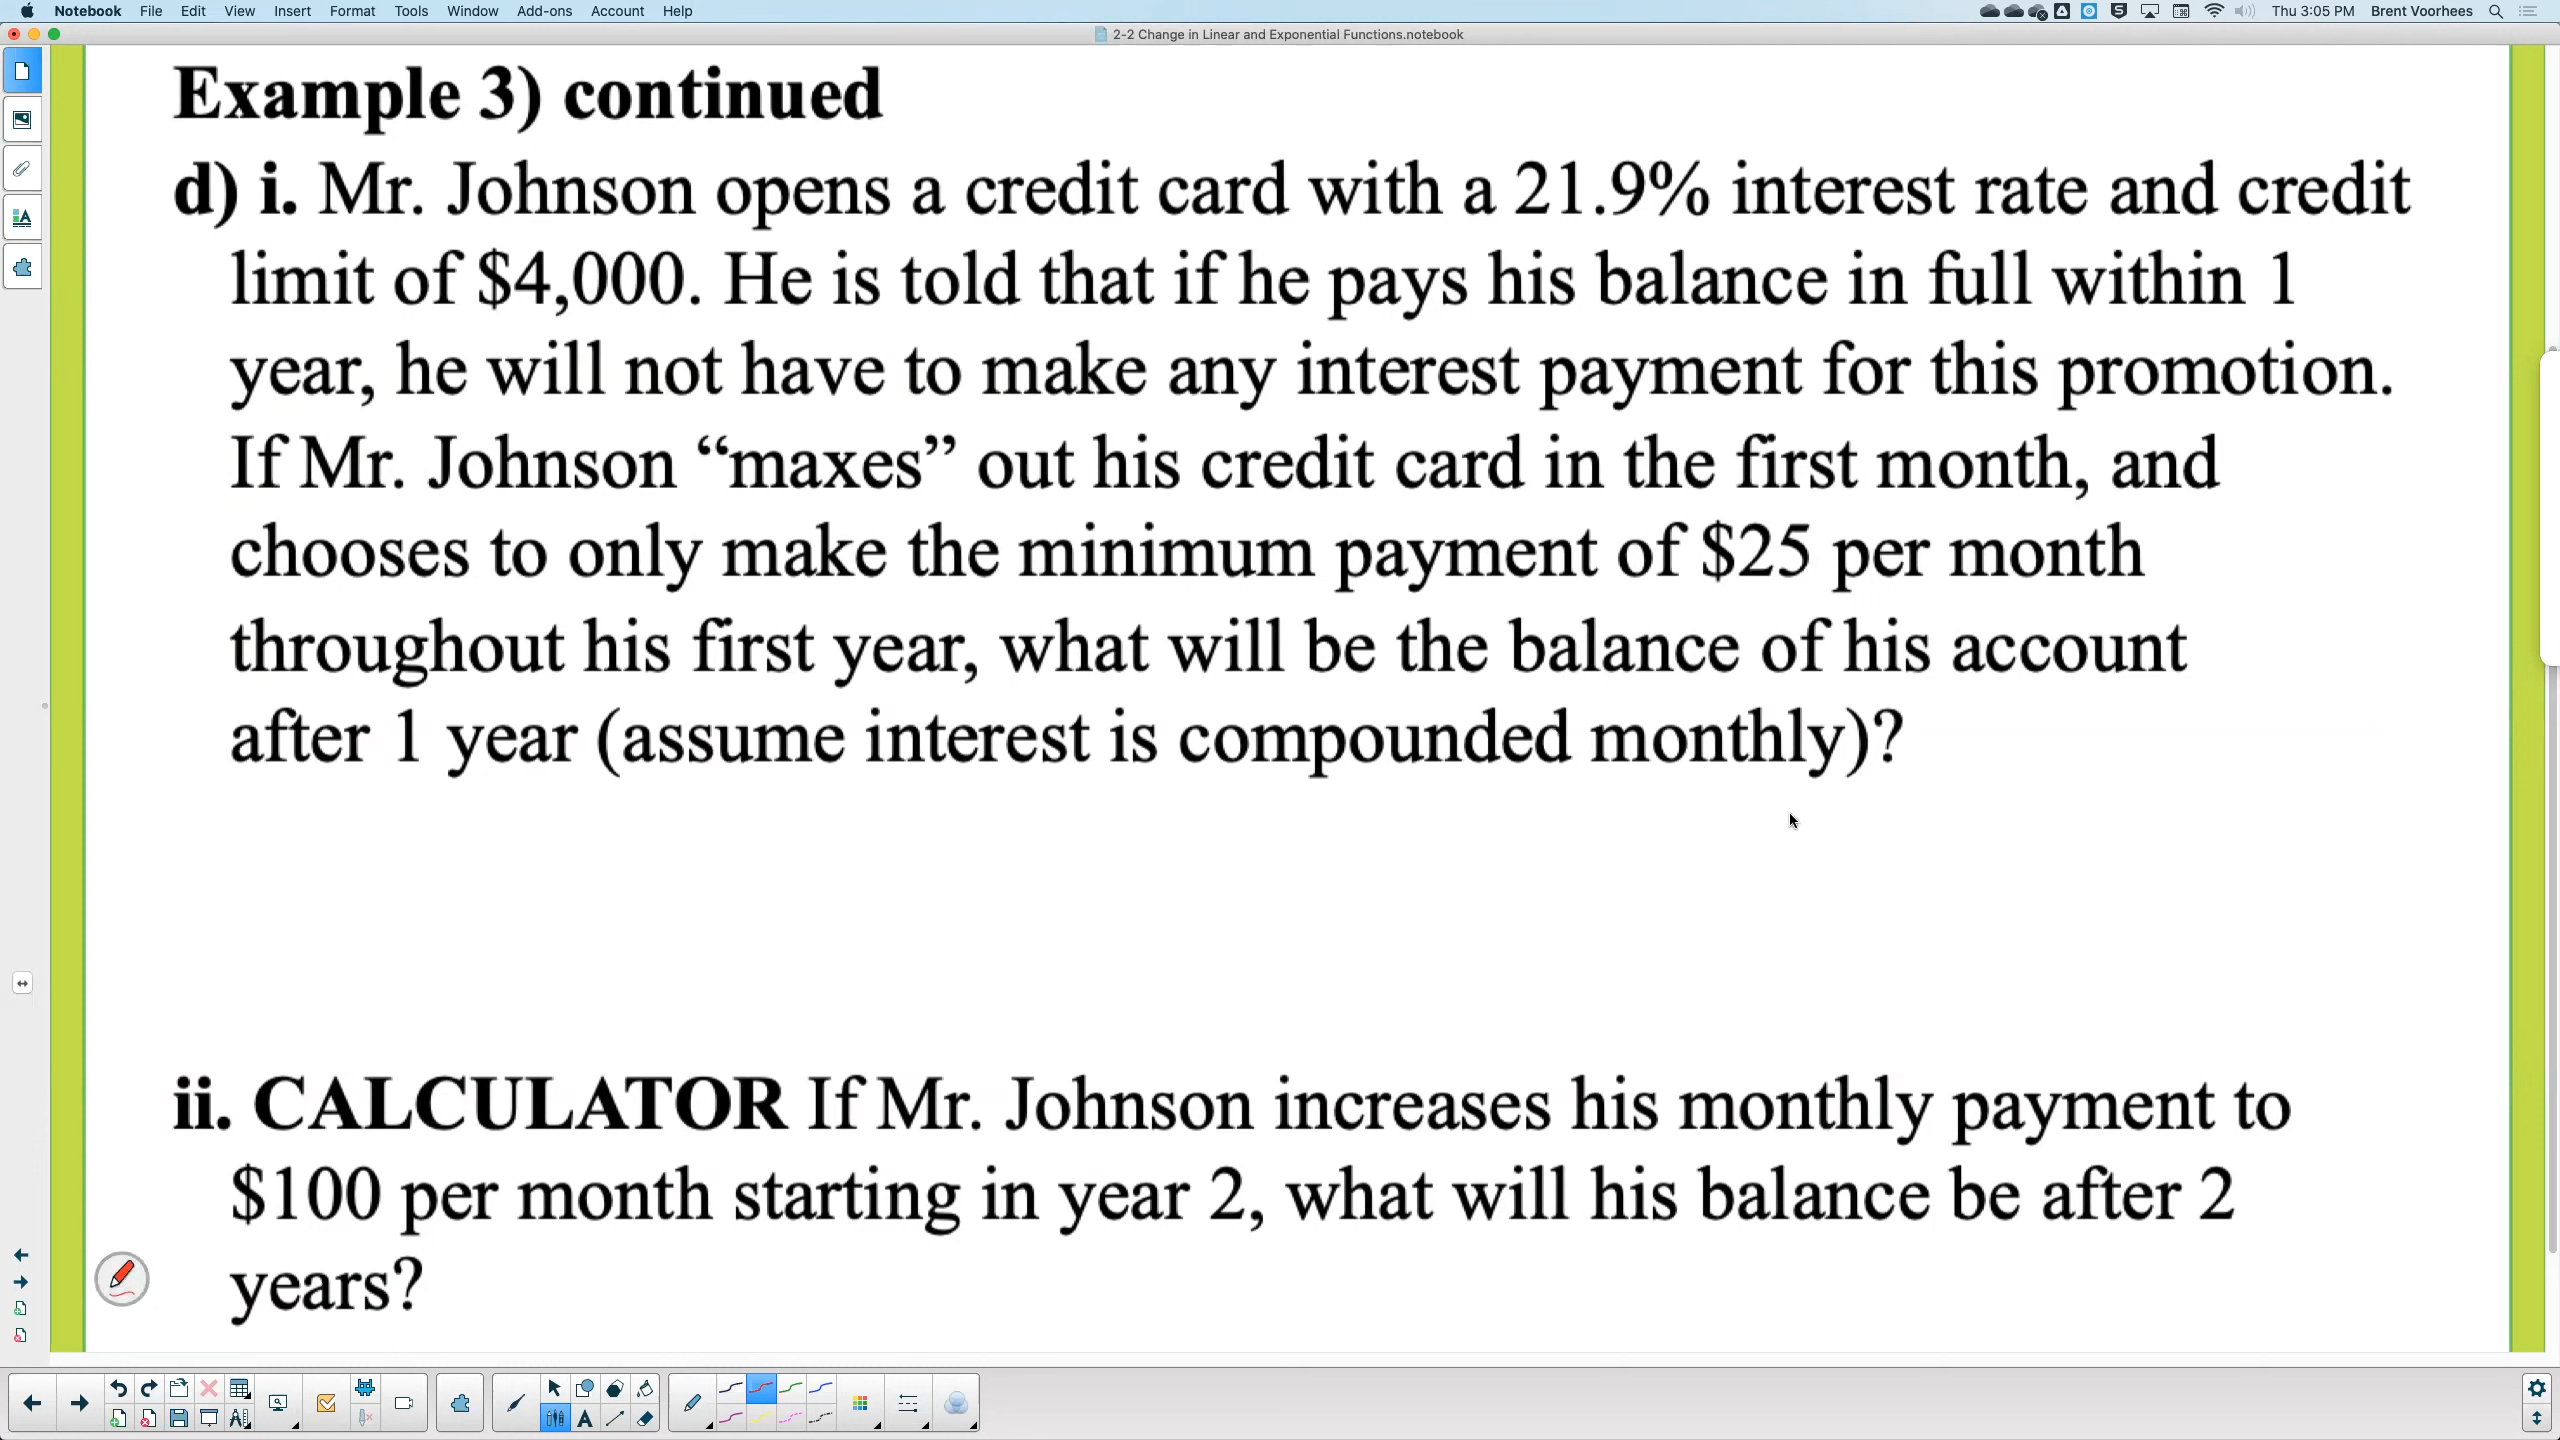 Notebook File Edit View Insert Format Tools Window Add-ons Account Help Thu 3:05 PM Brent Voorhees
2-2 Change in Linear and Exponential Functions.notebook
Example 3) continued
d) i. Mr. Johnson opens a credit card with a 21.9% interest rate and credit
limit of $4,000. He is told that if he pays his balance in full within 1
year, he will not have to make any interest payment for this promotion.
If Mr. Johnson “maxes” out his credit card in the first month, and
chooses to only make the minimum payment of $25 per month
throughout his first year, what will be the balance of his account
after 1 year (assume interest is compounded monthly)?
ii. CALCULATOR If Mr. Johnson increases his monthly payment to
$100 per month starting in year 2, what will his balance be after 2
years?